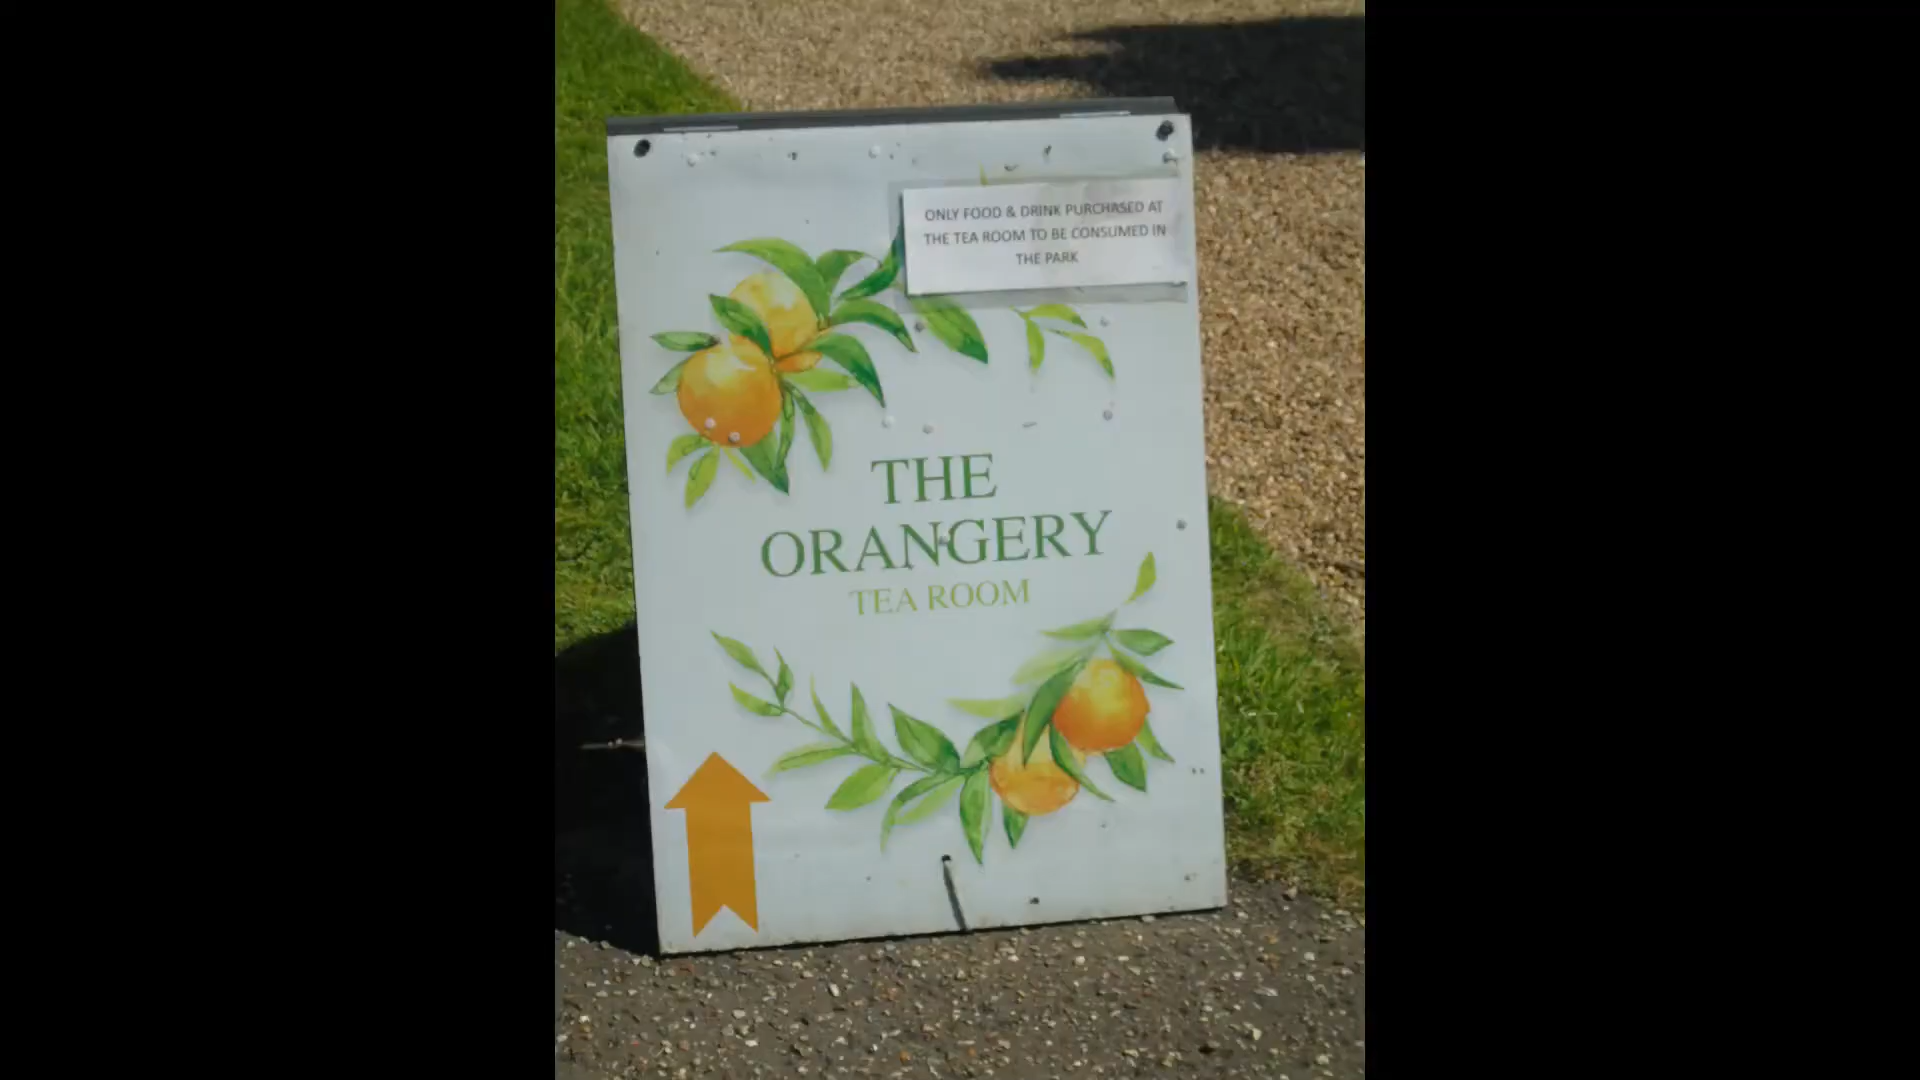 ONLY FOOD & DRINK PURCHASED AT
THE TEA ROOM TO BE CONSUMED IN
THE PARK
THE
ORANGERY
TEA ROOM